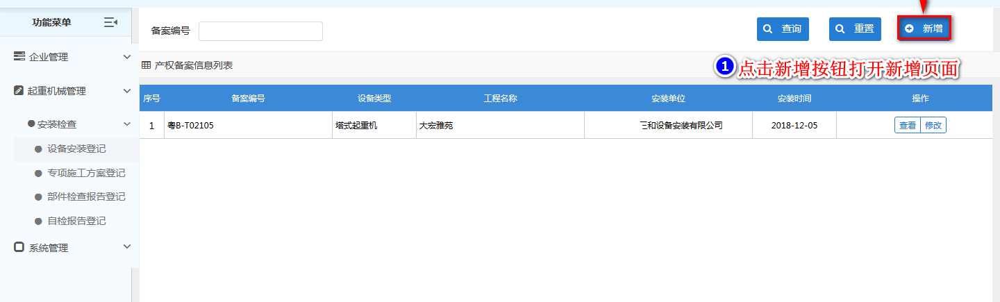 功能菜单
企业管理
起重机械管理
安装检查
设备安装登记
专项施工方案登记
部件检查报告登记
自检报告登记
系统管理
备案编号 查询 重置 新增
产权备案信息列表
1 点击新增按钮打开新增页面
序号 备案编号 设备类型 工程名称 安装单位 安装时间 操作
1 粤B-T02105 塔式起重机 大宏雅苑 三和设备安装有限公司 2018-12-05 查看 修改